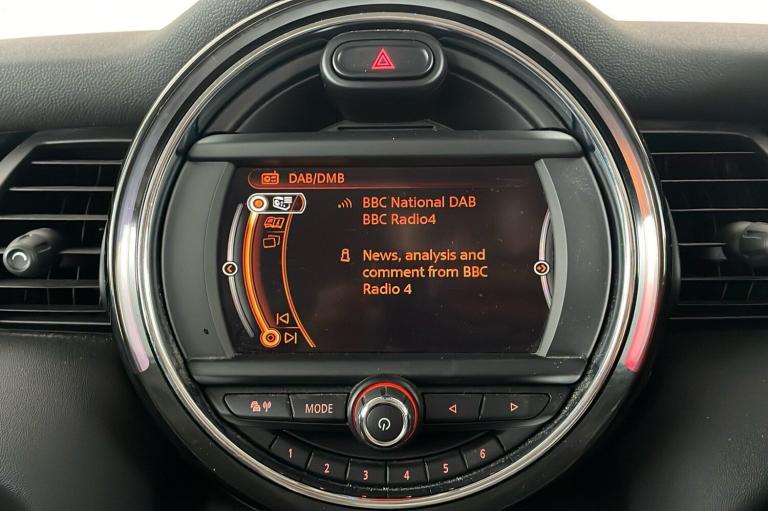 DAB/DMB
BBC National DAB
BBC Radio4
News, analysis and
comment from BBC
Radio 4
MODE
1 2 3 4 5 6